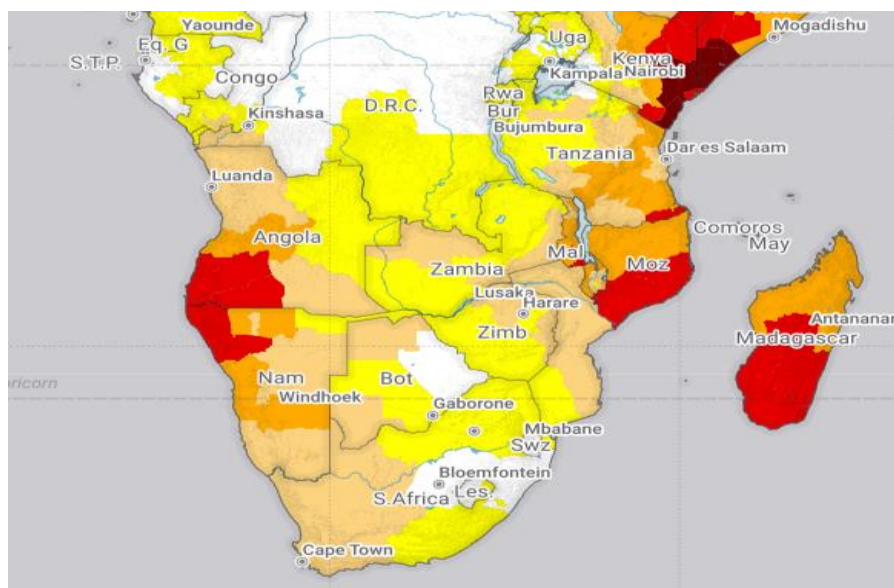 Yaounde
Uga
Mogadishu
Eq. G
Kenya
S.T.P.
Congo
Kampala
Nairobi
D.R.C.
Rwa
Kinshasa
Bur
Bujumbura
Tanzania
Dar es Salaam
Luanda
Comoros
Angola
May
Mal
Moz
Zambia
Lusaka
Harare
Antananar
Zimb
Madagascar
Nam
Bot
Windhoek
pricorn
Gaborone
Mbabane
Swz
Bloemfontein
S.Africa
Les.
Cape Town